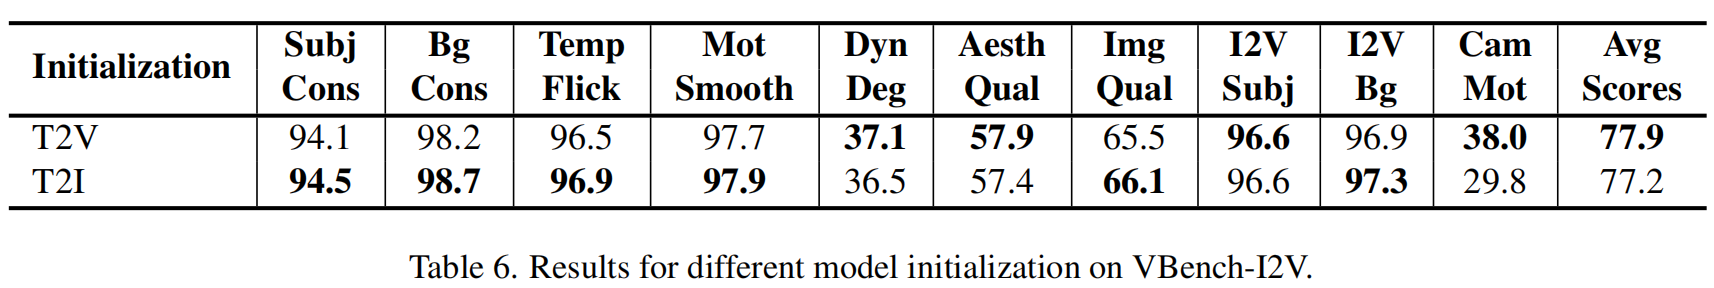 Initialization Subj Cons Bg Cons Temp Flick Mot Smooth Dyn Deg Aesth Qual Img Qual I2V Subj I2V Bg Cam Mot Avg Scores
T2V 94.1 98.2 96.5 97.7 37.1 57.9 65.5 96.6 96.9 38.0 77.9
T2I 94.5 98.7 96.9 97.9 36.5 57.4 66.1 96.6 97.3 29.8 77.2
Table 6. Results for different model initialization on VBench-I2V.